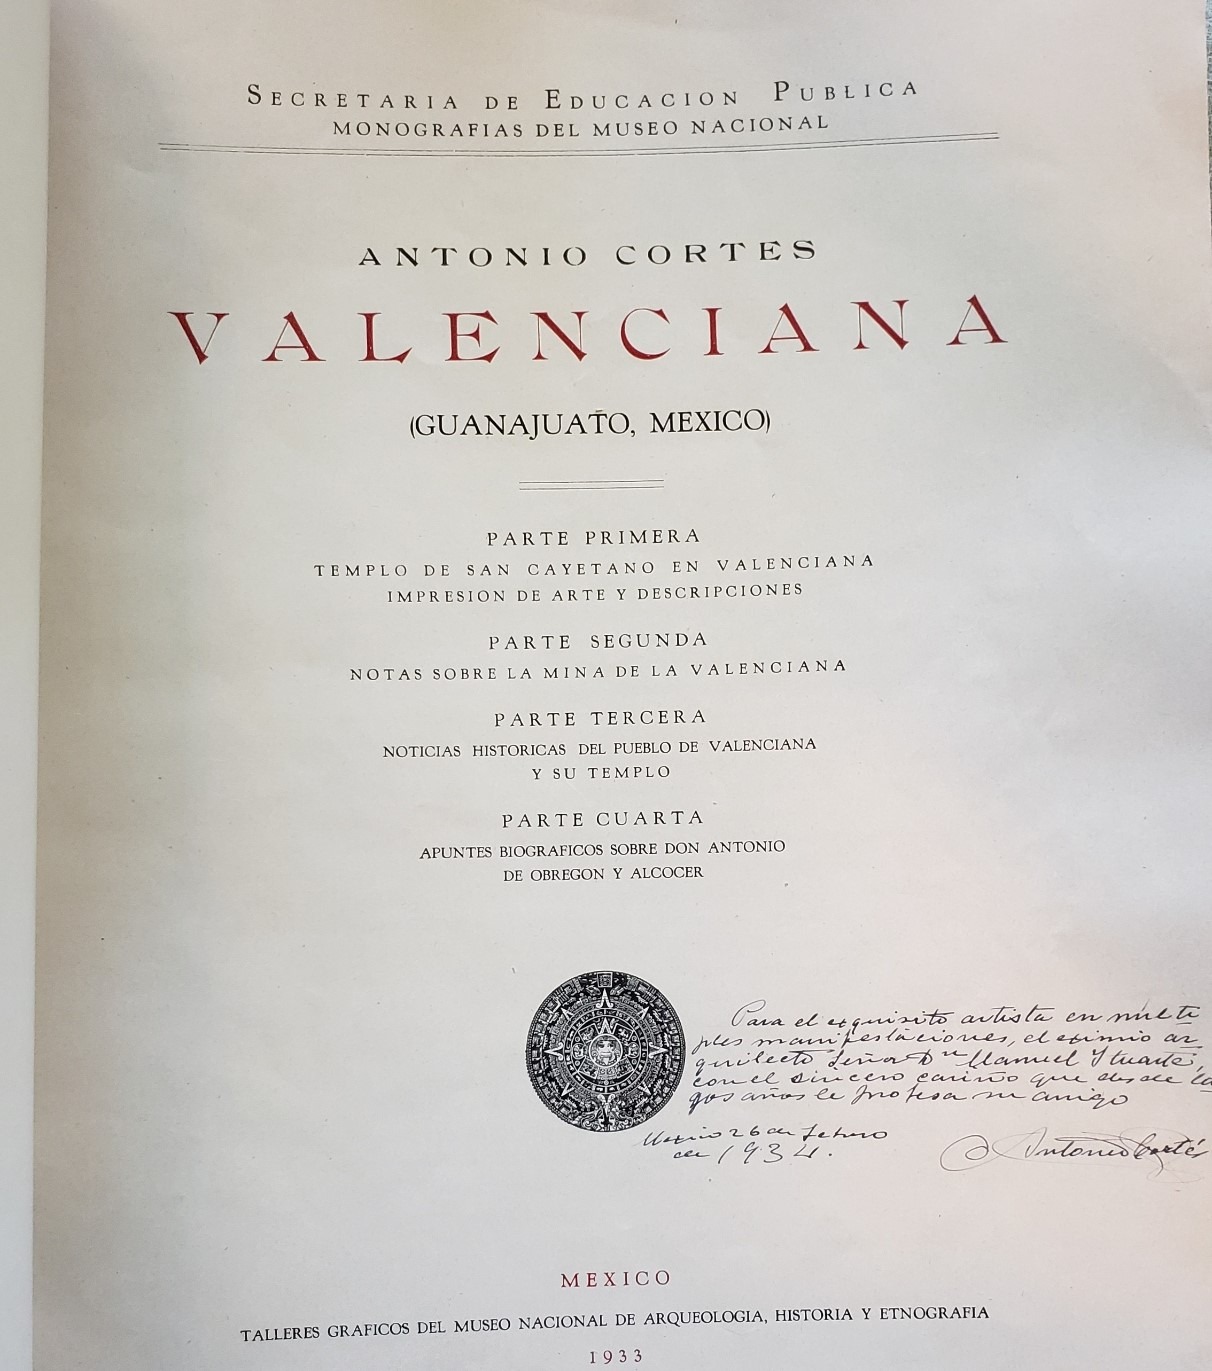 SECRETARIA DE EDUCACION PUBLICA
MONOGRAFIAS DEL MUSEO NACIONAL
ANTONIO CORTES
VALENCIANA
(GUANAJUATO, MEXICO)
PARTE PRIMERA
TEMPLO DE SAN CAYETANO EN VALENCIANA
IMPRESION DE ARTE Y DESCRIPCIONES
PARTE SEGUNDA
NOTAS SOBRE LA MINA DE LA VALENCIANA
PARTE TERCERA
NOTICIAS HISTORICAS DEL PUEBLO DE VALENCIANA
Y SU TEMPLO
PARTE CUARTA
APUNTES BIOGRAFICOS SOBRE DON ANTONIO
DE OBREGON Y ALCOCER
Para el exquisito artista en múlti
ples manifestaciones, el eximio ar-
quitecto Señor Dn Manuel Ytuarte,
con el sincero cariño que desde la-
gos años le profesa su amigo
Mexico 26 de febrero
de 1934.
Antonio Cortés
MEXICO
TALLERES GRAFICOS DEL MUSEO NACIONAL DE ARQUEOLOGIA, HISTORIA Y ETNOGRAFIA
1933